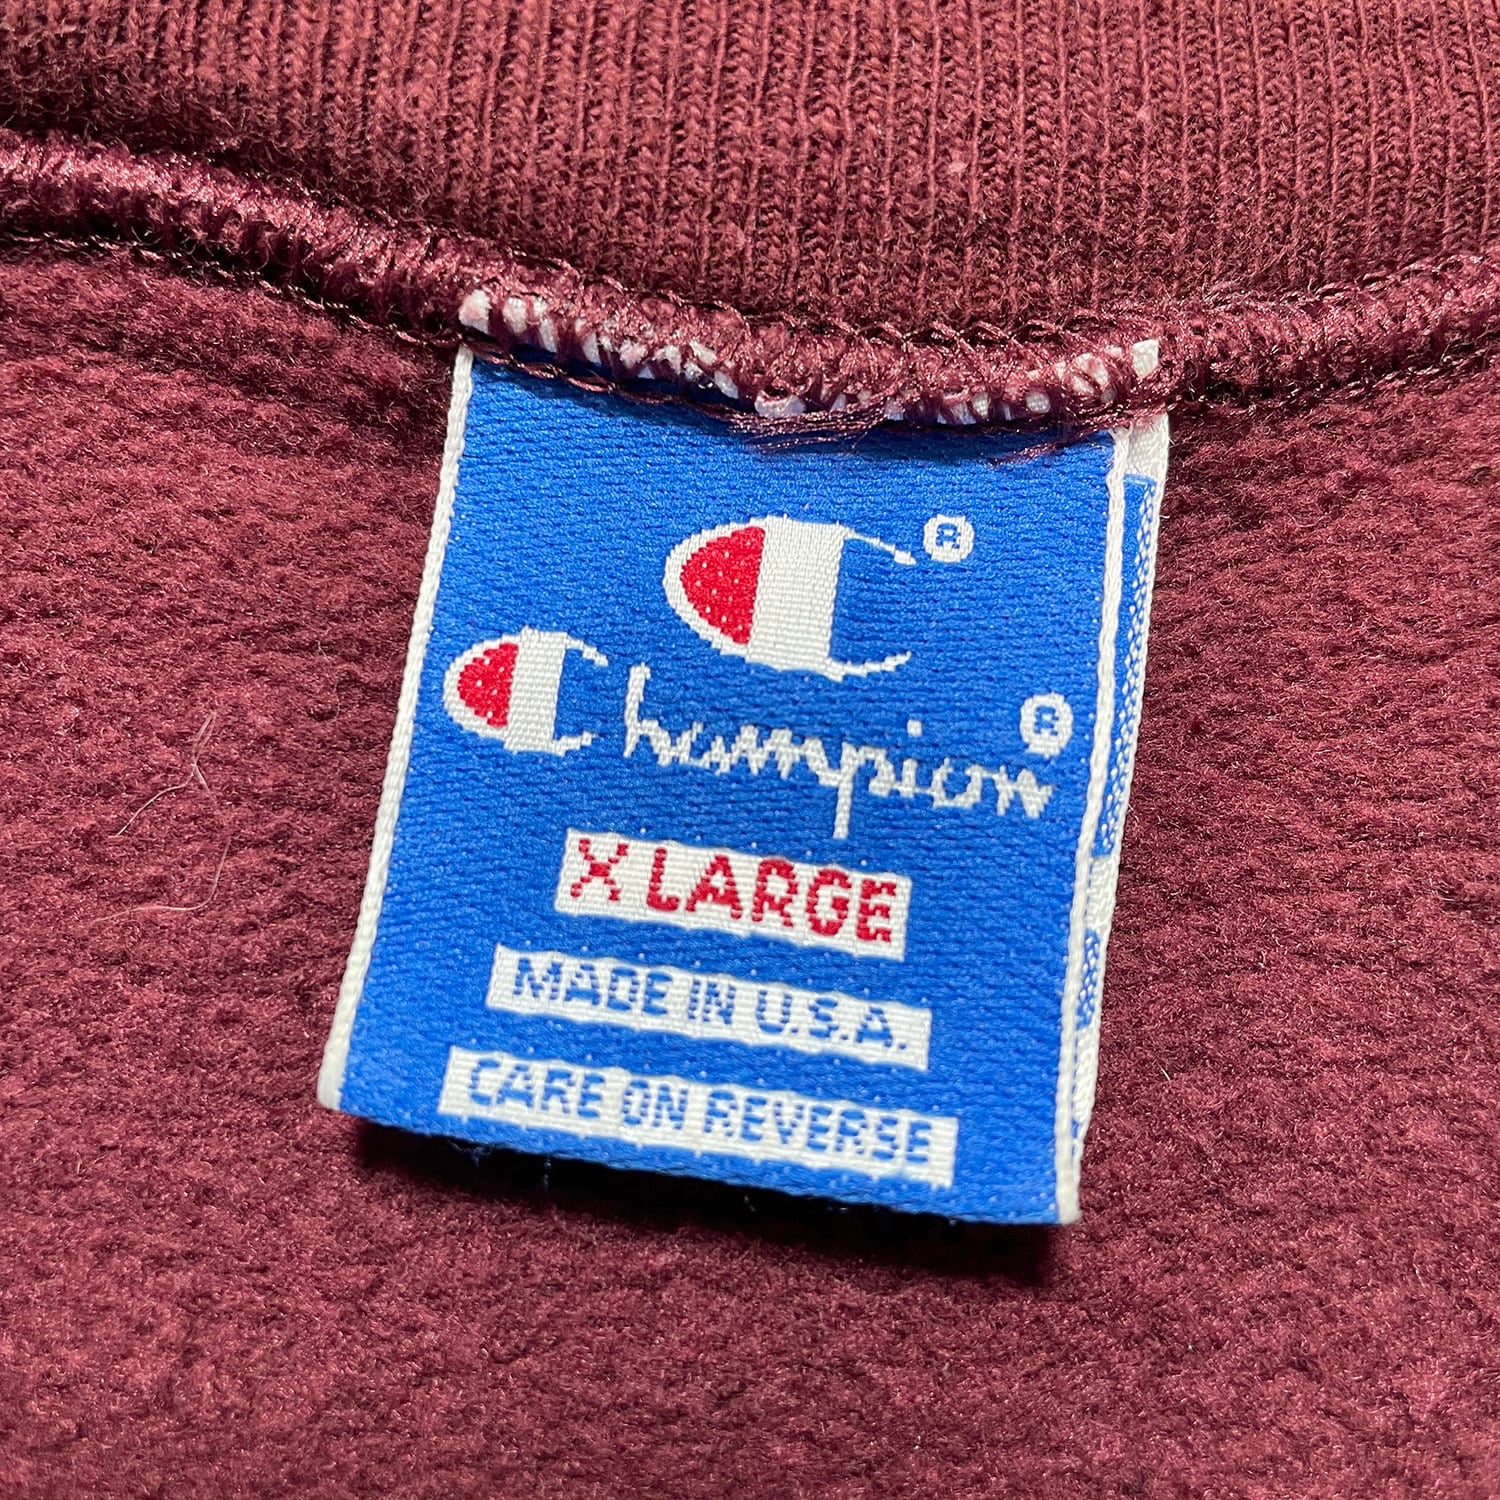 C®
Champion®
X LARGE
MADE IN U.S.A.
CARE ON REVERSE